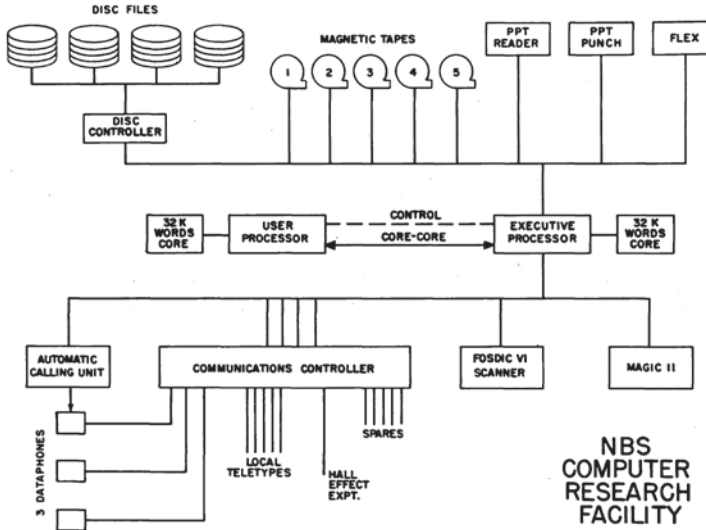 DISC FILES
MAGNETIC TAPES
1
2
3
4
5
PPT
READER
PPT
PUNCH
FLEX
DISC
CONTROLLER
32 K
WORDS
CORE
USER
PROCESSOR
CONTROL
CORE-CORE
EXECUTIVE
PROCESSOR
32 K
WORDS
CORE
AUTOMATIC
CALLING UNIT
COMMUNICATIONS CONTROLLER
FOSDIC VI
SCANNER
MAGIC II
3 DATAPHONES
LOCAL
TELETYPES
HALL
EFFECT
EXPT.
SPARES
NBS
COMPUTER
RESEARCH
FACILITY